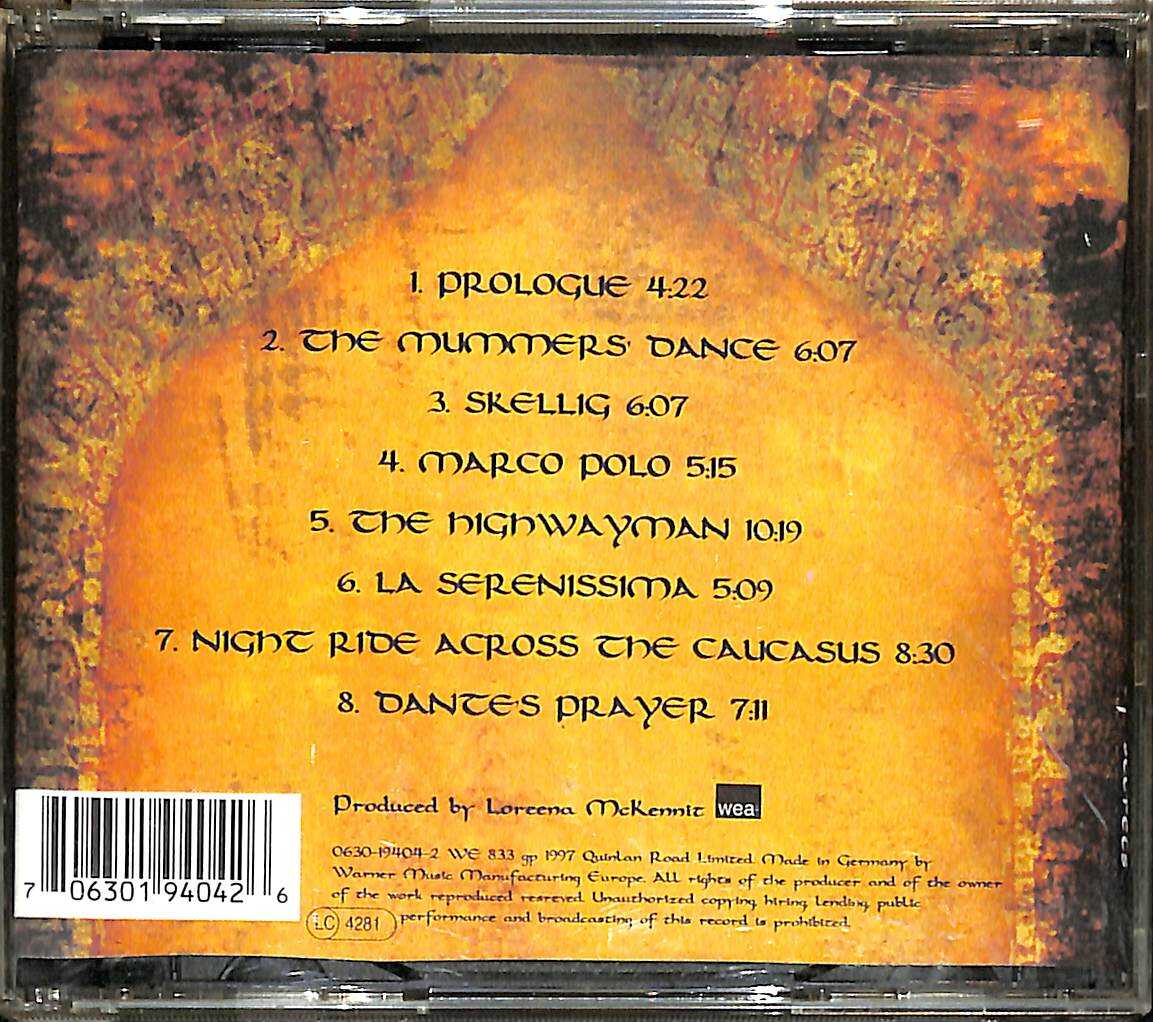 1. PROLOGUE 4:22
2. THE MUMMERS' DANCE 6:07
3. SKELLIG 6:07
4. MARCO POLO 5:15
5. THE HIGHWAYMAN 10:19
6. LA SERENISSIMA 5:09
7. NIGHT RIDE ACROSS THE CAUCASUS 8:30
8. DANTE'S PRAYER 7:11
Produced by Loreena McKennitt wea
0630-19404-2 WE 833 ℗ 1997 Quinlan Road Limited. Made in Germany by
Warner Music Manufacturing Europe. All rights of the producer and of the owner
of the work reproduced reserved. Unauthorized copying, hiring, lending, public
LC 4281 performance and broadcasting of this record is prohibited.
7 06301 94042 6